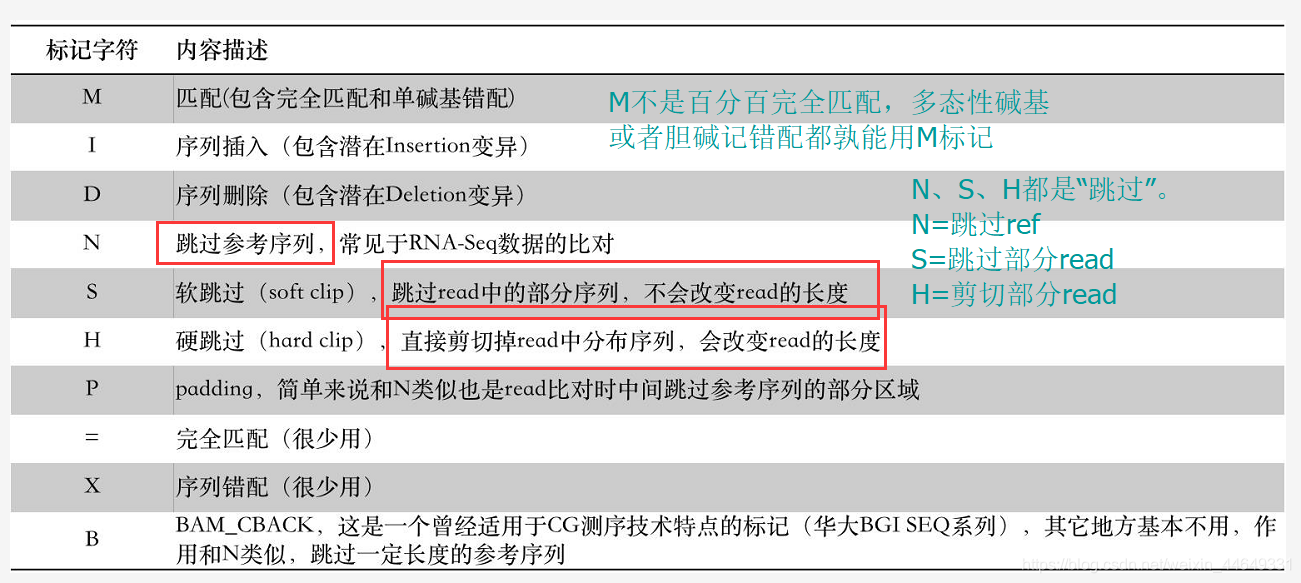 标记字符 内容描述
M 匹配(包含完全匹配和单碱基错配)
M不是百分百完全匹配，多态性碱基
或者胆碱记错配都孰能用M标记
I 序列插入（包含潜在Insertion变异）
D 序列删除（包含潜在Deletion变异）
N、S、H都是“跳过”。
N=跳过ref
S=跳过部分read
H=剪切部分read
N 跳过参考序列，常见于RNA-Seq数据的比对
S 软跳过（soft clip），跳过read中的部分序列，不会改变read的长度
H 硬跳过（hard clip），直接剪切掉read中分布序列，会改变read的长度
P padding，简单来说和N类似也是read比对时中间跳过参考序列的部分区域
= 完全匹配（很少用）
X 序列错配（很少用）
B BAM_CBACK，这是一个曾经适用于CG测序技术特点的标记（华大BGI SEQ系列），其它地方基本不用，作
用和N类似，跳过一定长度的参考序列
https://blog.csdn.net/weixin_44649331